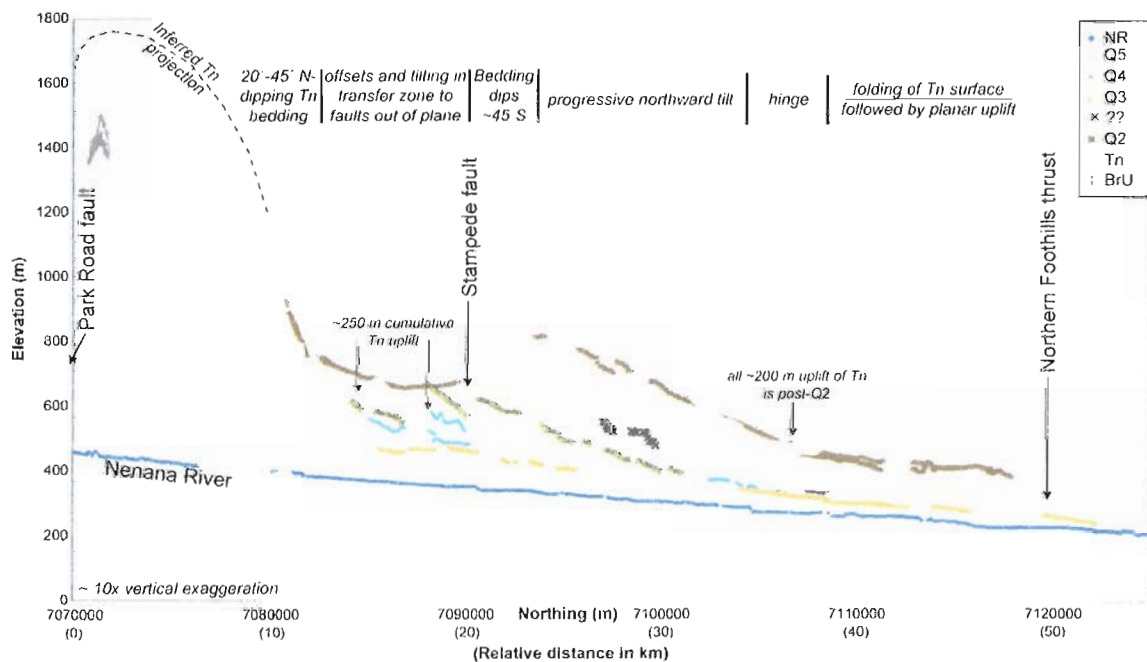 1800
1600
1400
1200
1000
800
600
400
200
0
Elevation (m)
Inferred Tn
projection
20°-45° N-
dipping Tn
bedding
offsets and tilting in
transfer zone to
faults out of plane
Bedding
dips
~45 S
progressive northward tilt
hinge
folding of Tn surface
followed by planar uplift
NR
Q5
Q4
Q3
??
Q2
Tn
BrU
Park Road fault
Stampede fault
Northern Foothills thrust
~250 m cumulative
Tn uplift
all ~200 m uplift of Tn
is post-Q2
Nenana River
~ 10x vertical exaggeration
7070000 7080000 7090000 Northing (m) 7100000 7110000 7120000
(0) (10) (20) (30) (40) (50)
(Relative distance in km)